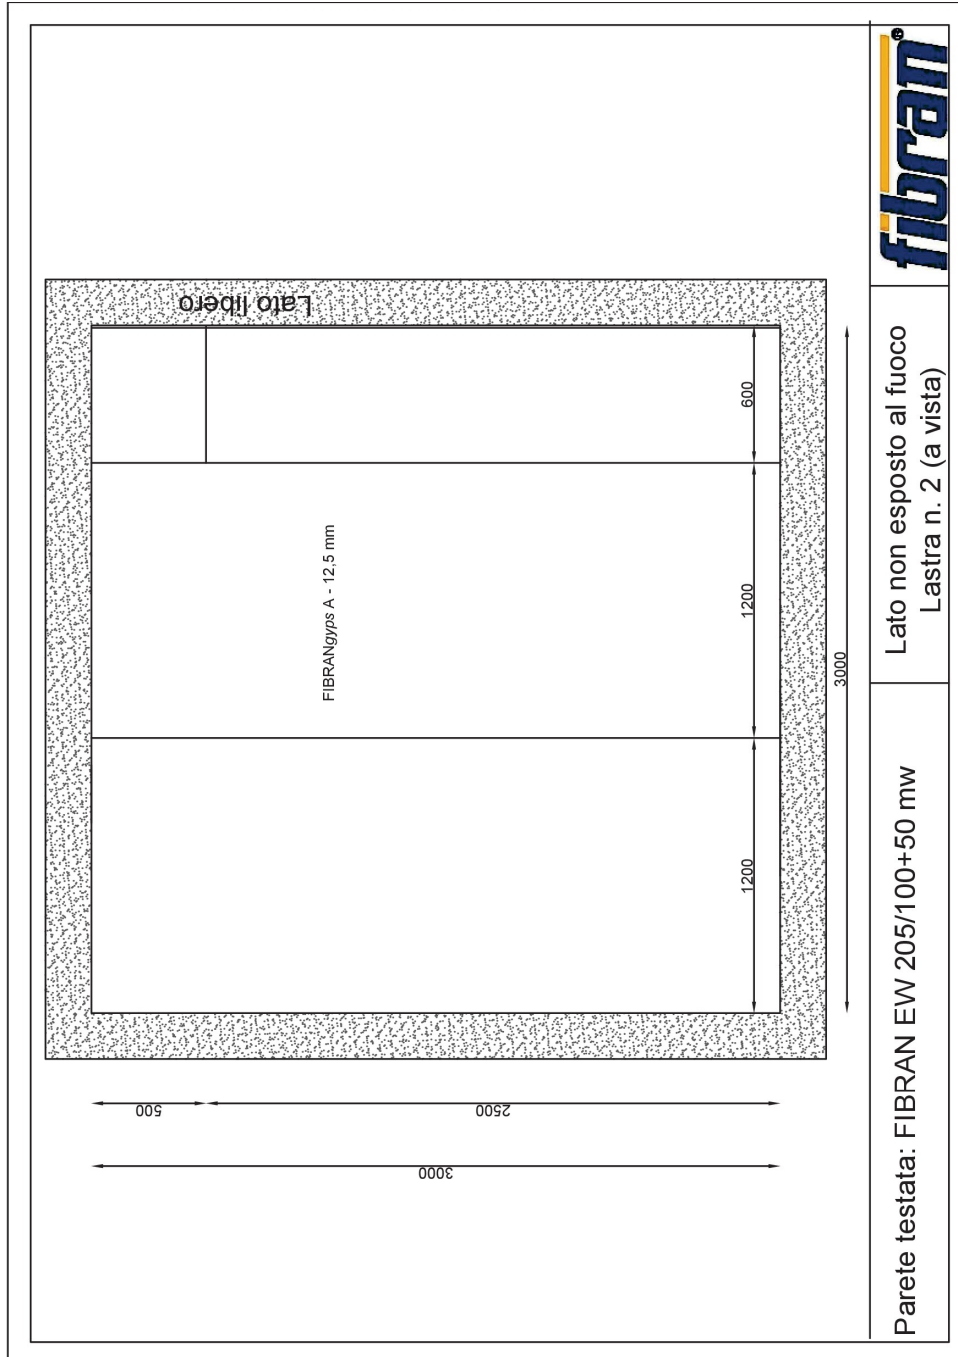 Lato libero
FIBRANgyps A - 12,5 mm
1200
1200
600
3000
500
2500
3000
Parete testata: FIBRAN EW 205/100+50 mw
Lato non esposto al fuoco
Lastra n. 2 (a vista)
fibran®